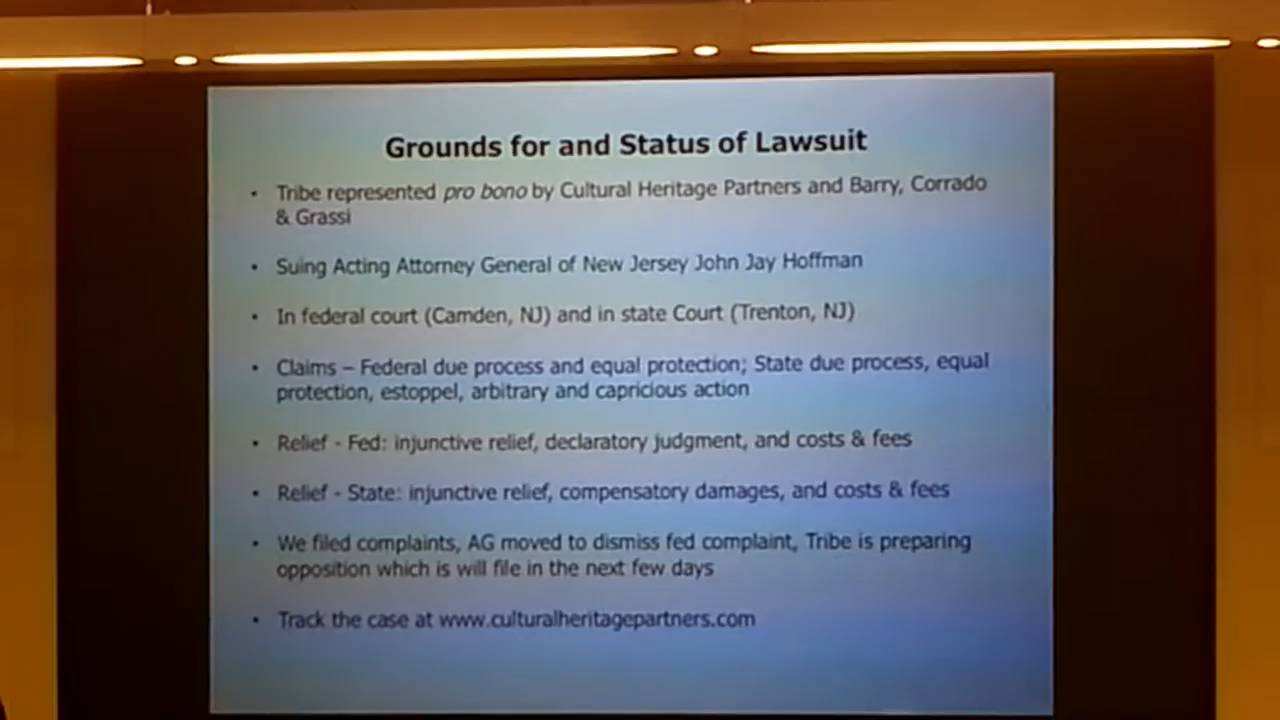 Grounds for and Status of Lawsuit
• Tribe represented pro bono by Cultural Heritage Partners and Barry, Corrado
& Grassi
• Suing Acting Attorney General of New Jersey John Jay Hoffman
• In federal court (Camden, NJ) and in state Court (Trenton, NJ)
• Claims – Federal due process and equal protection; State due process, equal
protection, estoppel, arbitrary and capricious action
• Relief - Fed: injunctive relief, declaratory judgment, and costs & fees
• Relief - State: injunctive relief, compensatory damages, and costs & fees
• We filed complaints, AG moved to dismiss fed complaint, Tribe is preparing
opposition which is will file in the next few days
• Track the case at www.culturalheritagepartners.com